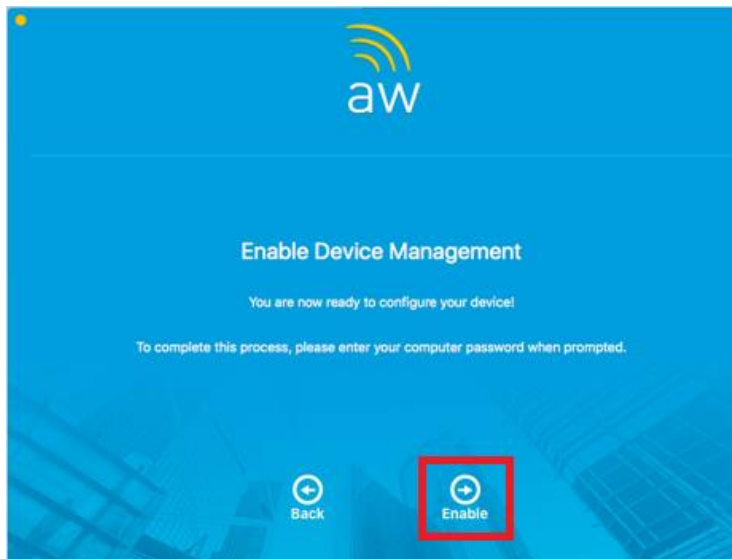 aw
Enable Device Management
You are now ready to configure your device!
To complete this process, please enter your computer password when prompted.
Back
Enable